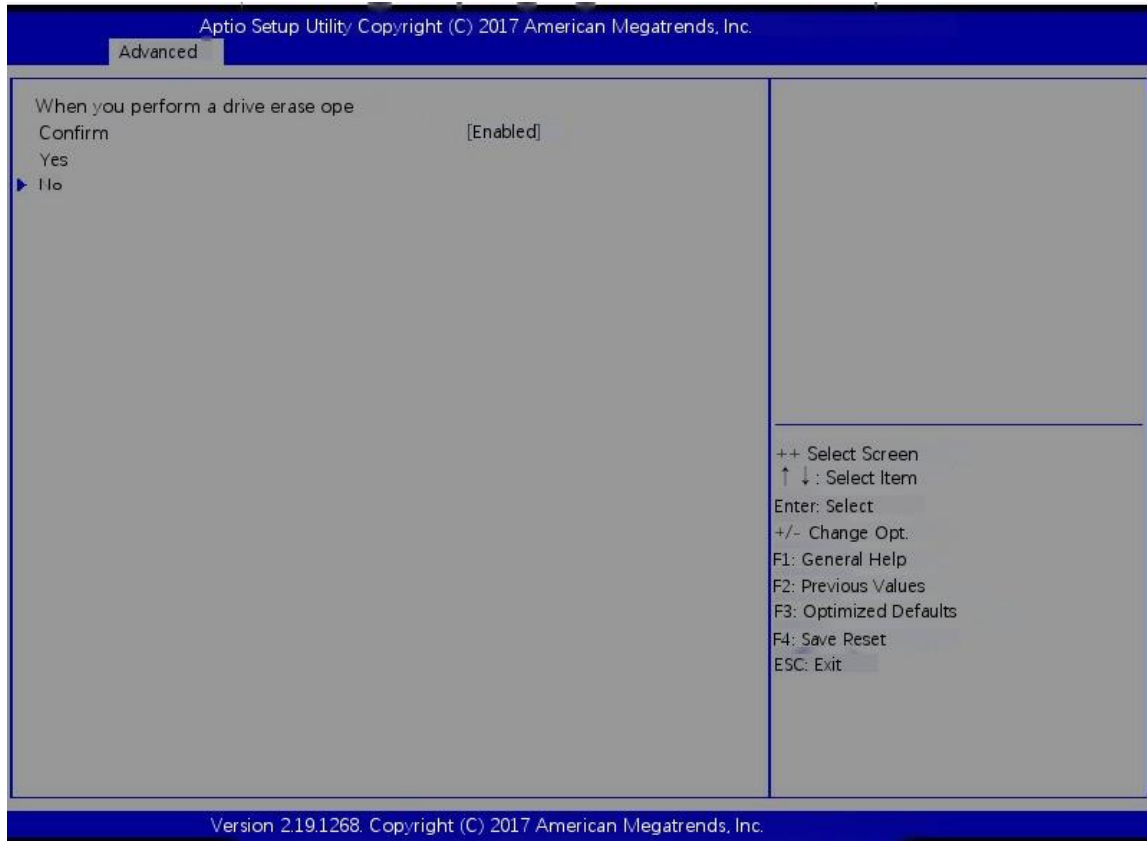 Aptio Setup Utility Copyright (C) 2017 American Megatrends, Inc.
Advanced
When you perform a drive erase ope
Confirm [Enabled]
Yes
No
++ Select Screen
↑ ↓ : Select Item
Enter: Select
+/- Change Opt.
F1: General Help
F2: Previous Values
F3: Optimized Defaults
F4: Save Reset
ESC: Exit
Version 2.19.1268. Copyright (C) 2017 American Megatrends, Inc.